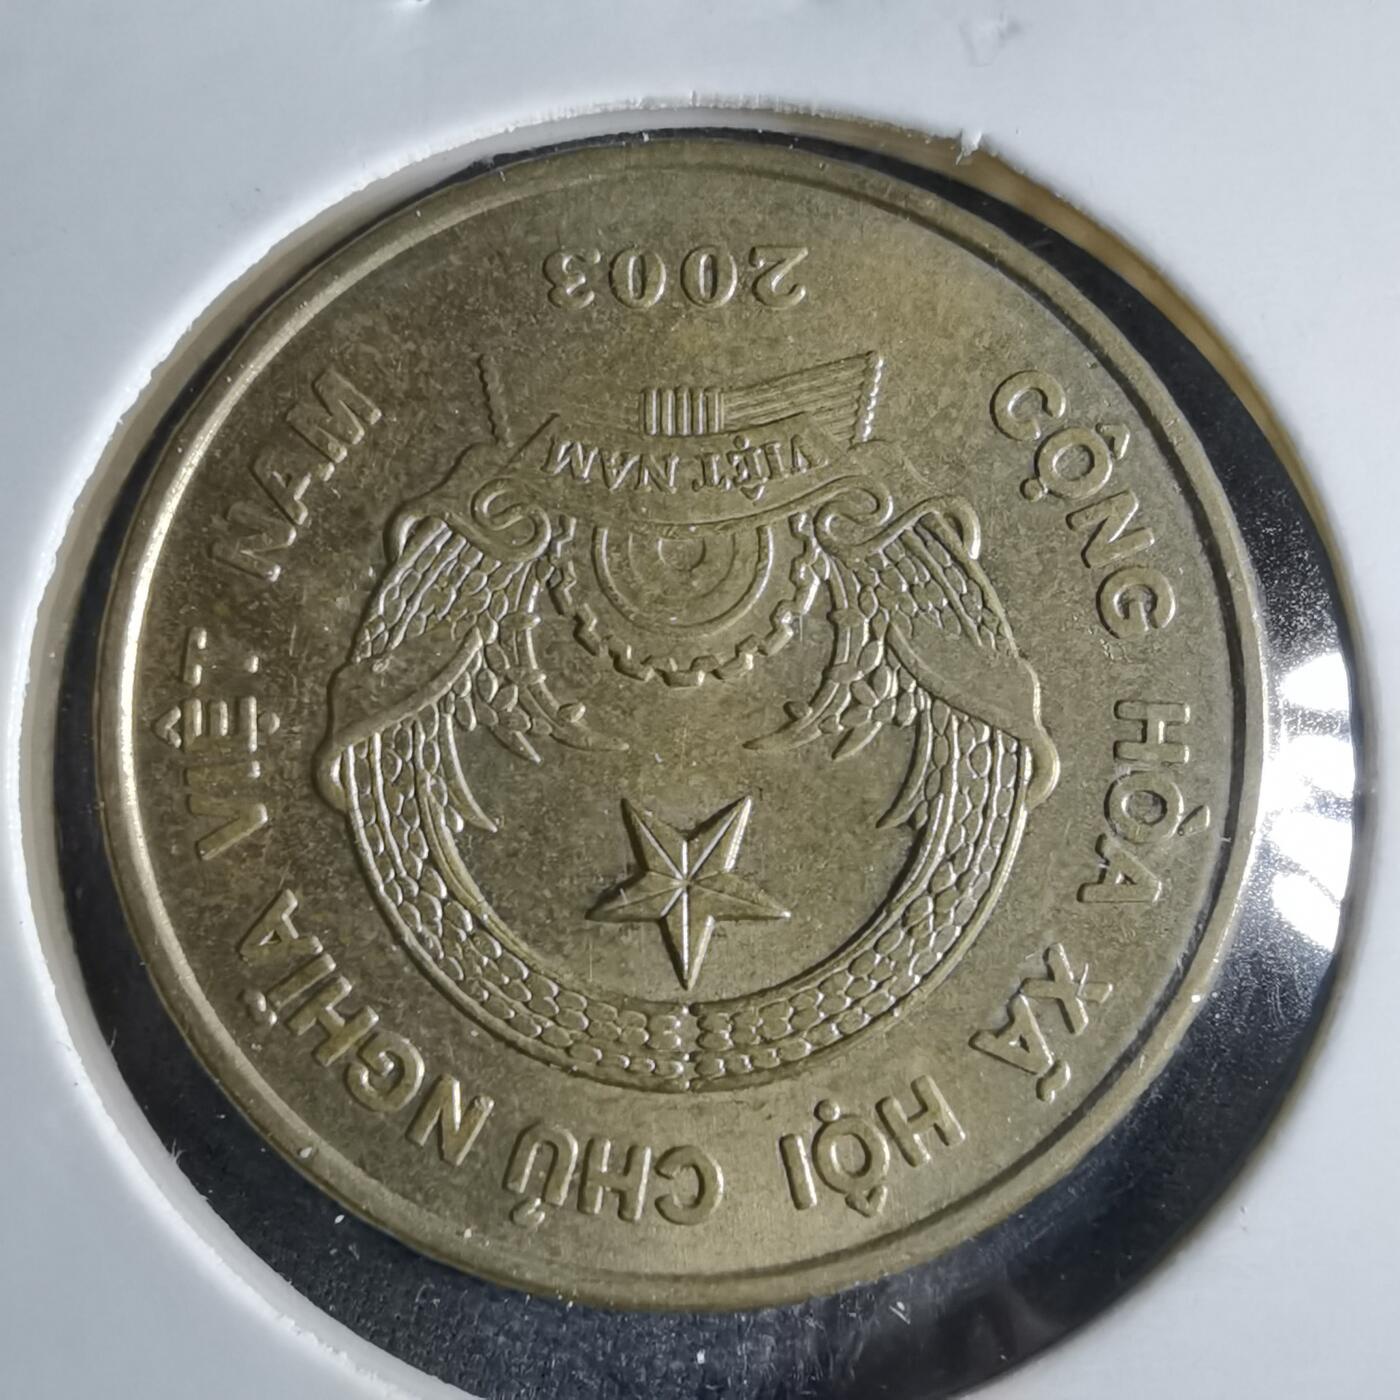 CỘNG HÒA XÃ HỘI CHỦ NGHĨA VIỆT NAM
VIỆT NAM
2003